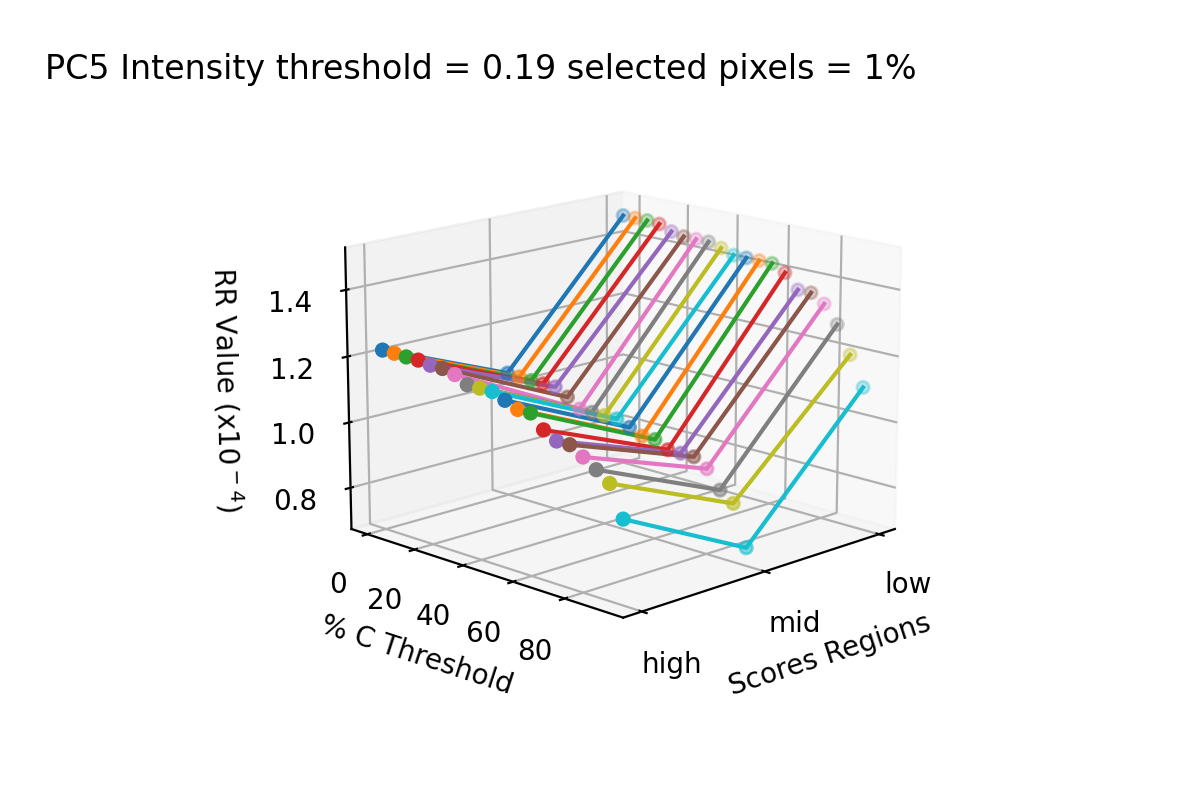 PC5 Intensity threshold = 0.19 selected pixels = 1%
RR Value (x10⁻⁴)
1.4
1.2
1.0
0.8
0
20
40
60
80
% C Threshold
high
mid
low
Scores Regions